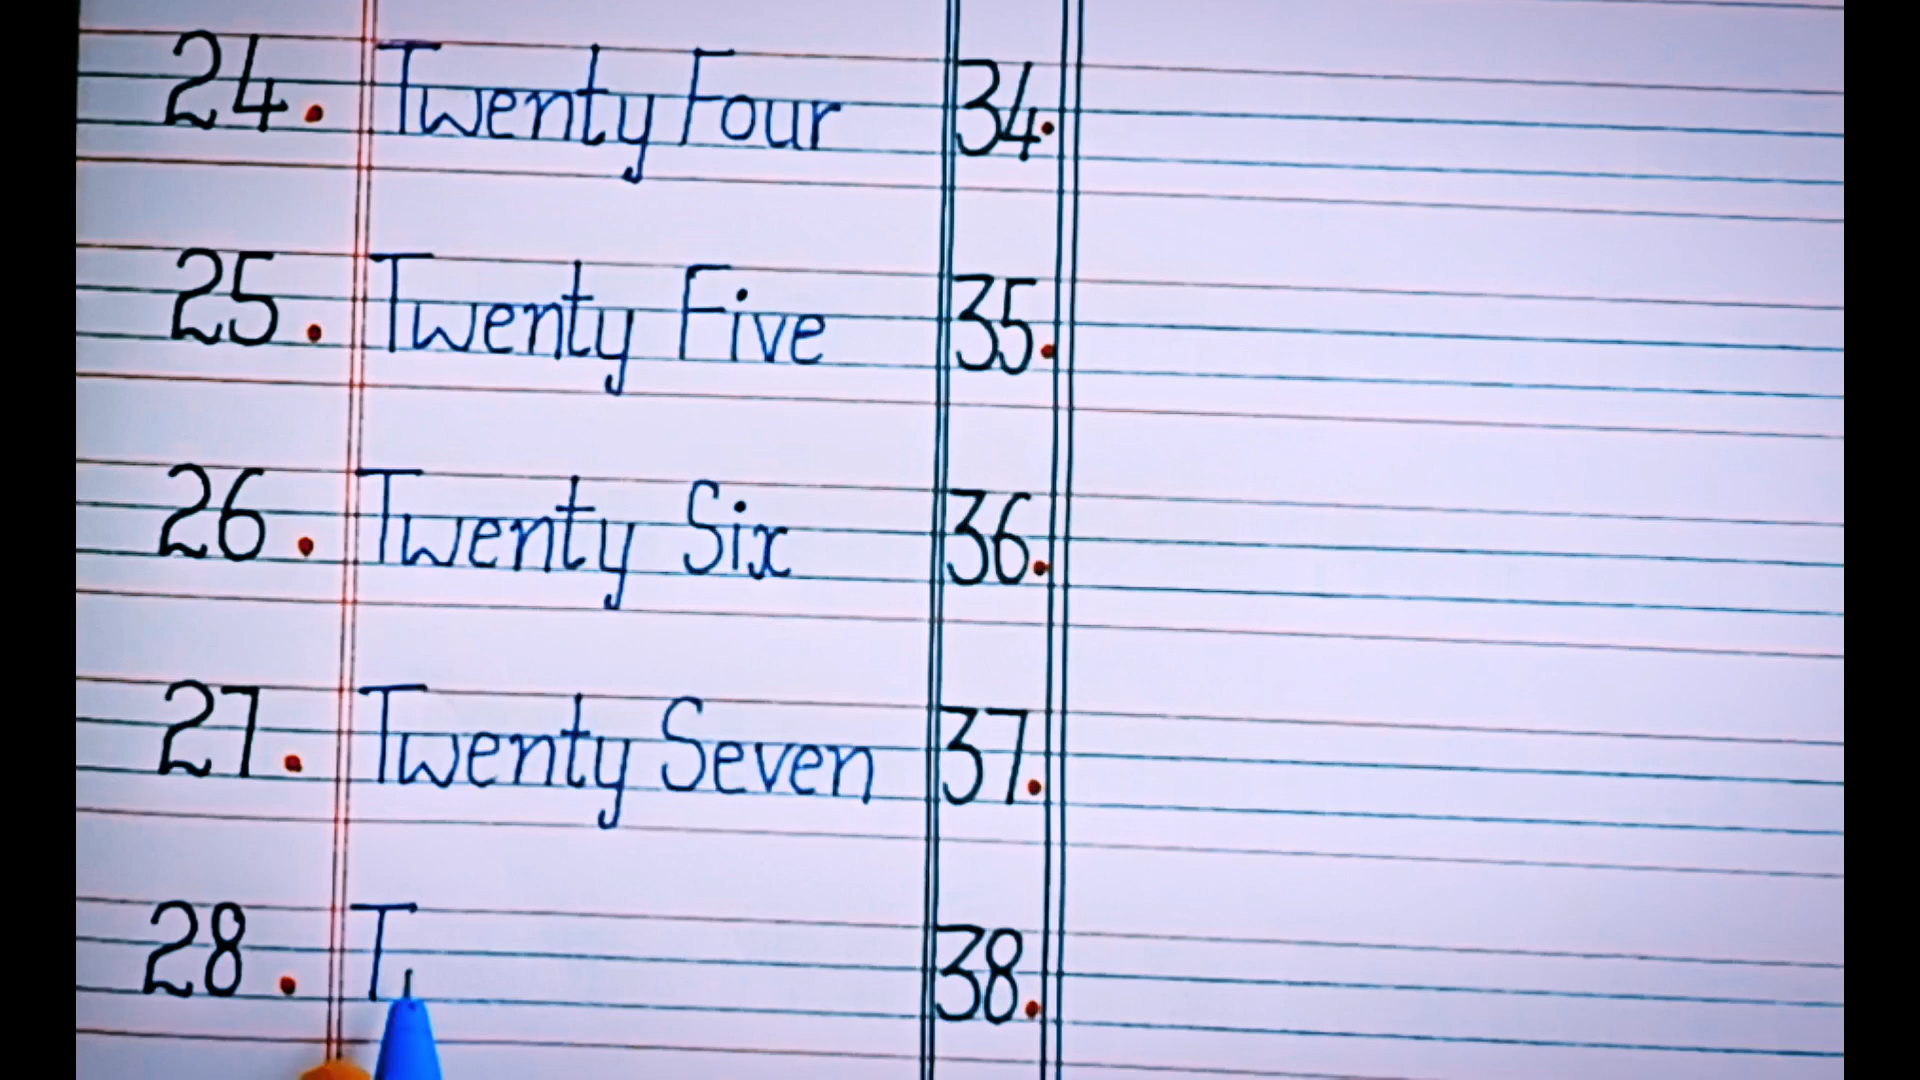 24. Twenty Four 34.
25. Twenty Five 35.
26. Twenty Six 36.
27. Twenty Seven 37.
28. T 38.